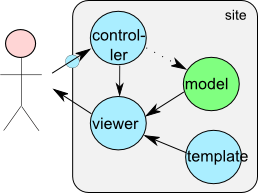 site
control-
ler
model
viewer
template